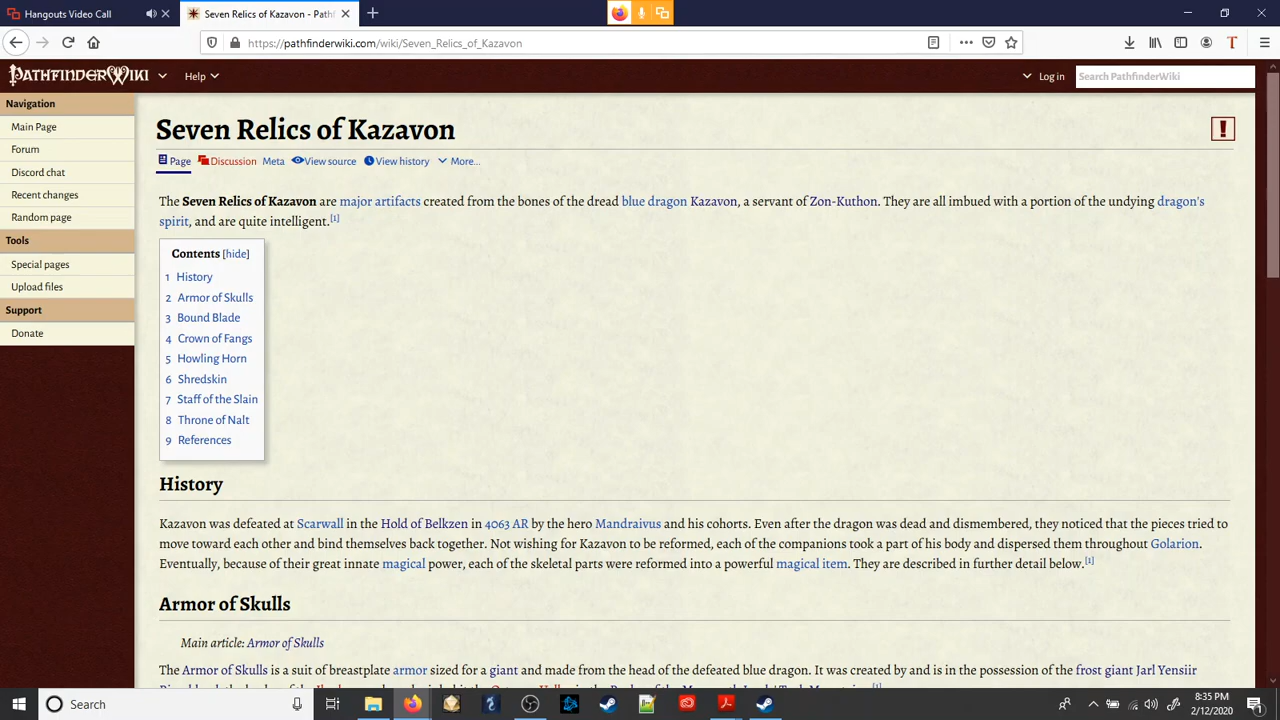 Hangouts Video Call
Seven Relics of Kazavon - Pathf
https://pathfinderwiki.com/wiki/Seven_Relics_of_Kazavon
PATHFINDERWIKI
Help
Log in
Search PathfinderWiki
Navigation
Main Page
Forum
Discord chat
Recent changes
Random page
Tools
Special pages
Upload files
Support
Donate
Seven Relics of Kazavon
Page Discussion Meta View source View history More...
The Seven Relics of Kazavon are major artifacts created from the bones of the dread blue dragon Kazavon, a servant of Zon-Kuthon. They are all imbued with a portion of the undying dragon's
spirit, and are quite intelligent.[1]
Contents [hide]
1 History
2 Armor of Skulls
3 Bound Blade
4 Crown of Fangs
5 Howling Horn
6 Shredskin
7 Staff of the Slain
8 Throne of Nalt
9 References
History
Kazavon was defeated at Scarwall in the Hold of Belkzen in 4063 AR by the hero Mandraivus and his cohorts. Even after the dragon was dead and dismembered, they noticed that the pieces tried to
move toward each other and bind themselves back together. Not wishing for Kazavon to be reformed, each of the companions took a part of his body and dispersed them throughout Golarion.
Eventually, because of their great innate magical power, each of the skeletal parts were reformed into a powerful magical item. They are described in further detail below.[1]
Armor of Skulls
Main article: Armor of Skulls
The Armor of Skulls is a suit of breastplate armor sized for a giant and made from the head of the defeated blue dragon. It was created by and is in the possession of the frost giant Jarl Yensiir
Search
8:35 PM
2/12/2020